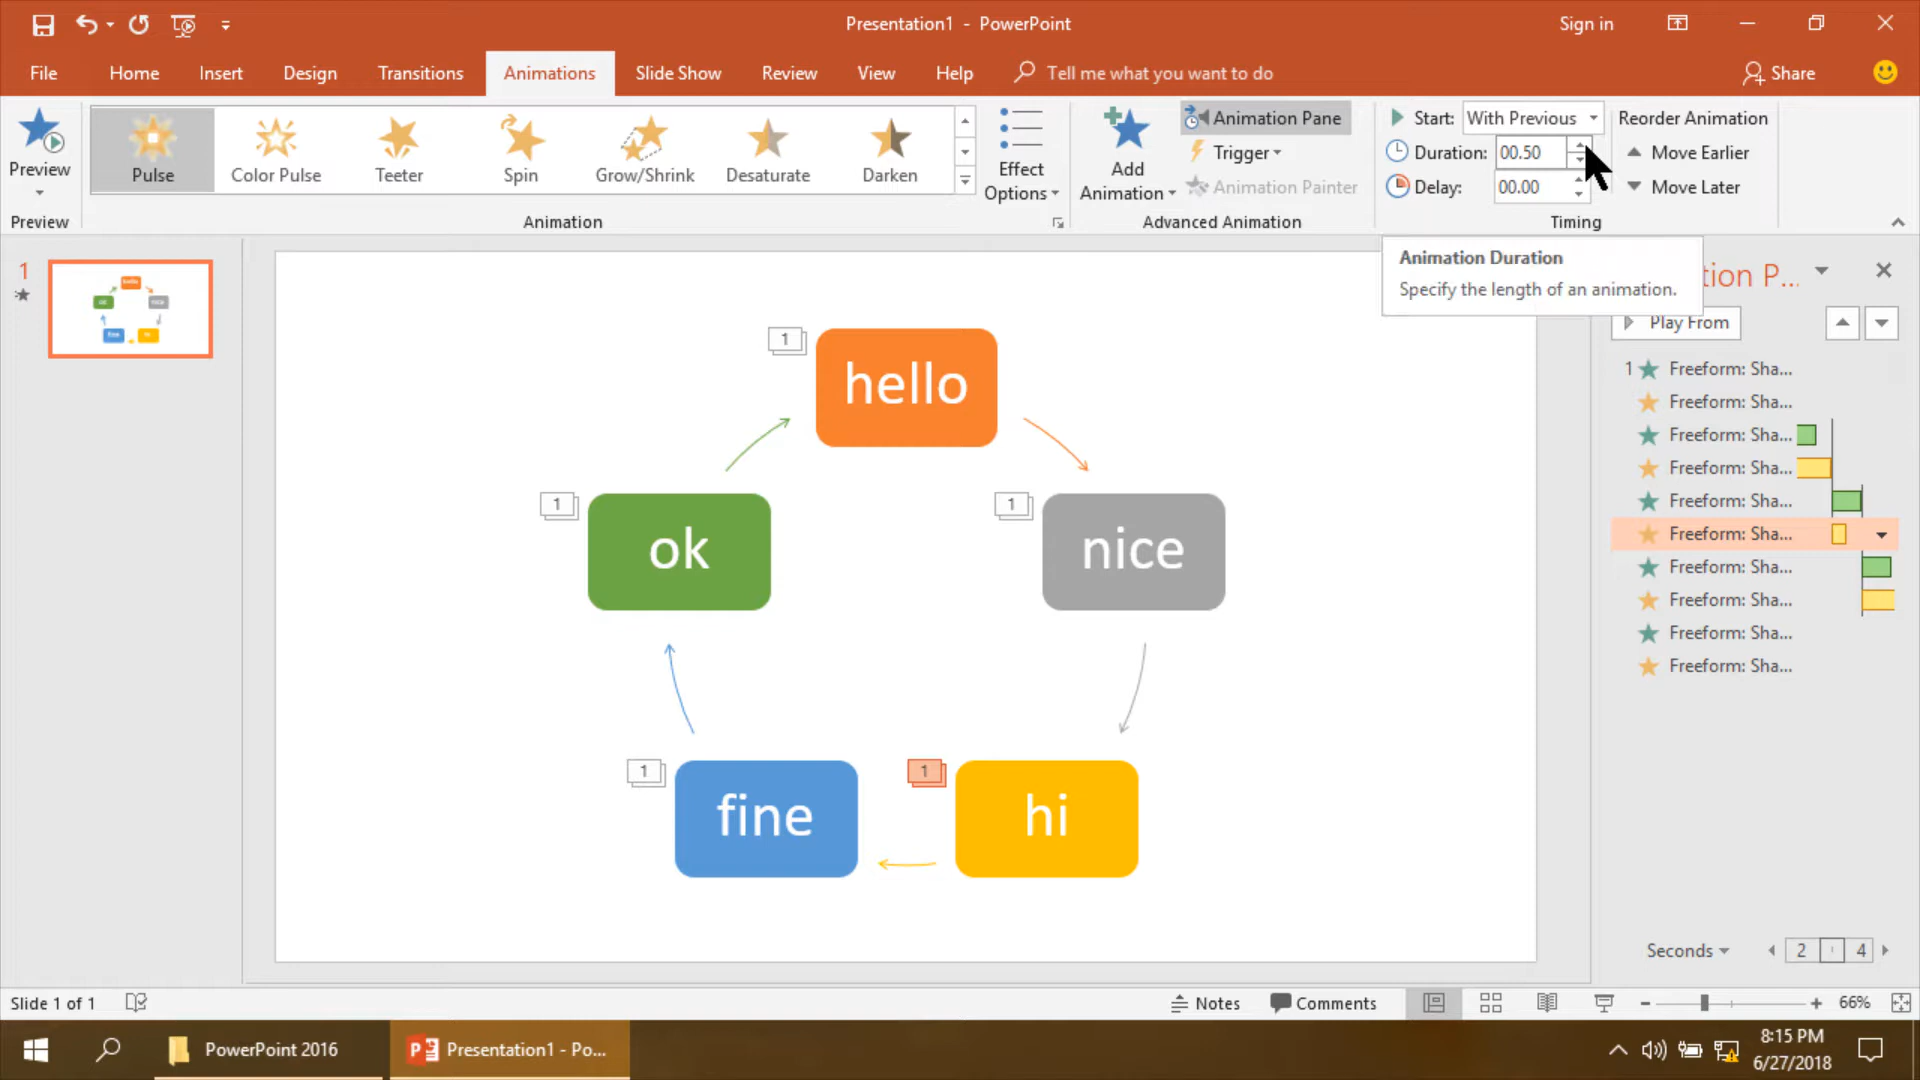 Presentation1 - PowerPoint
Sign in
File Home Insert Design Transitions Animations Slide Show Review View Help Tell me what you want to do Share
Preview
Pulse Color Pulse Teeter Spin Grow/Shrink Desaturate Darken
Effect Options
Add Animation
Animation Pane
Trigger
Animation Painter
Start: With Previous
Duration: 00.50
Delay: 00.00
Reorder Animation
Move Earlier
Move Later
Preview Animation Advanced Animation Timing
Animation Duration
Specify the length of an animation.
tion P...
Play From
1 Freeform: Sha...
Freeform: Sha...
Freeform: Sha...
Freeform: Sha...
Freeform: Sha...
Freeform: Sha...
Freeform: Sha...
Freeform: Sha...
Freeform: Sha...
Freeform: Sha...
Seconds 2 4
1
1 hello
1 ok
1 nice
1 fine
1 hi
Slide 1 of 1
Notes Comments 66%
PowerPoint 2016
Presentation1 - Po...
8:15 PM
6/27/2018